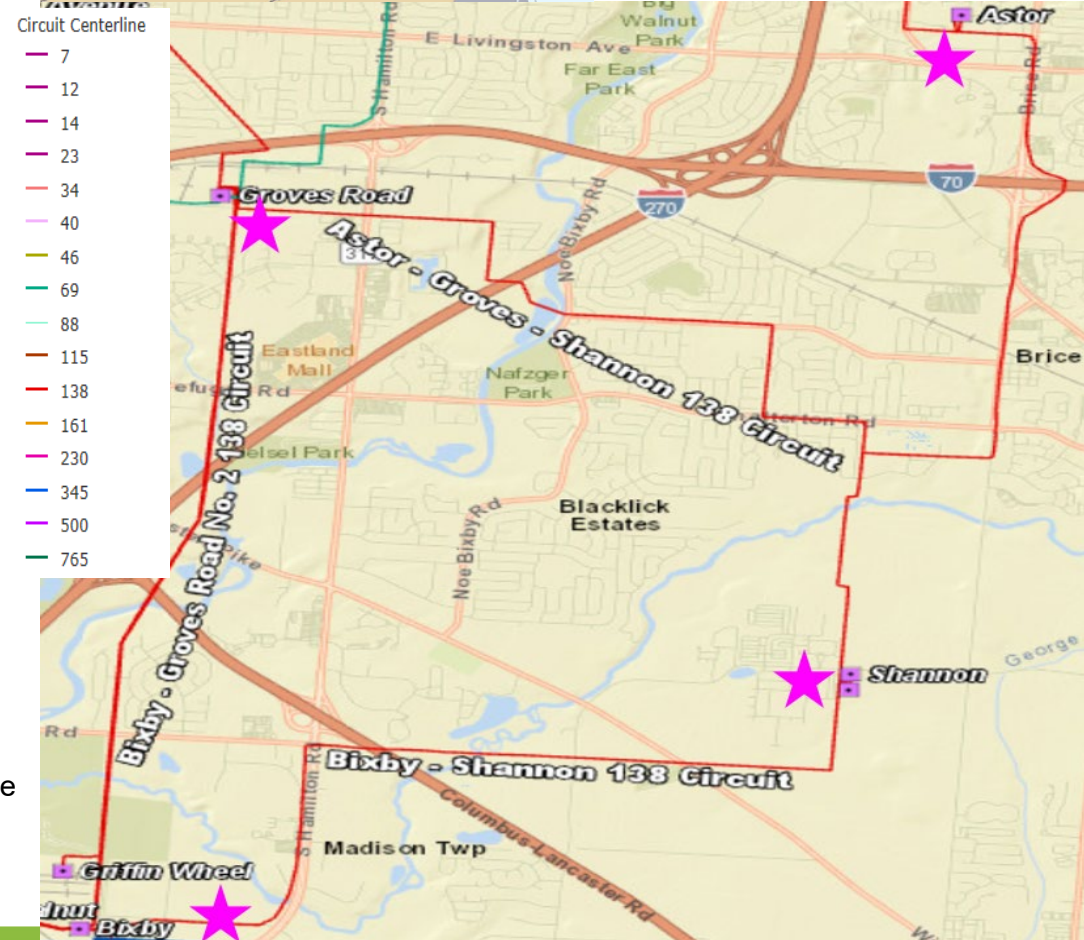 Circuit Centerline
7
12
14
23
34
40
46
69
88
115
138
161
230
345
500
765
Big
Walnut
Park
Astor
E Livingston Ave
S Hamilton Rd
Far East
Park
Brice Rd
Groves Road
70
270
Noe Bixby Rd
Astor - Groves - Shannon 138 Circuit
Eastland
Mall
Brice
Nafzger
Park
Bixby - Groves Road No. 2 138 Circuit
Blacklick
Estates
Noe Bixby Rd
Shannon
George
Rd
Bixby - Shannon 138 Circuit
e
S Hamilton Rd
Columbus-Lancaster Rd
Madison Twp
Griffin Wheel
Bixby